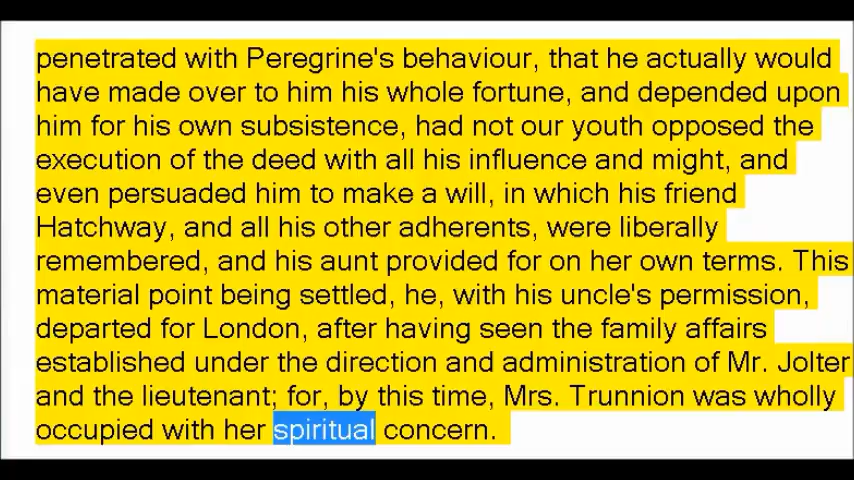 penetrated with Peregrine's behaviour, that he actually would
have made over to him his whole fortune, and depended upon
him for his own subsistence, had not our youth opposed the
execution of the deed with all his influence and might, and
even persuaded him to make a will, in which his friend
Hatchway, and all his other adherents, were liberally
remembered, and his aunt provided for on her own terms. This
material point being settled, he, with his uncle's permission,
departed for London, after having seen the family affairs
established under the direction and administration of Mr. Jolter
and the lieutenant; for, by this time, Mrs. Trunnion was wholly
occupied with her spiritual concern.